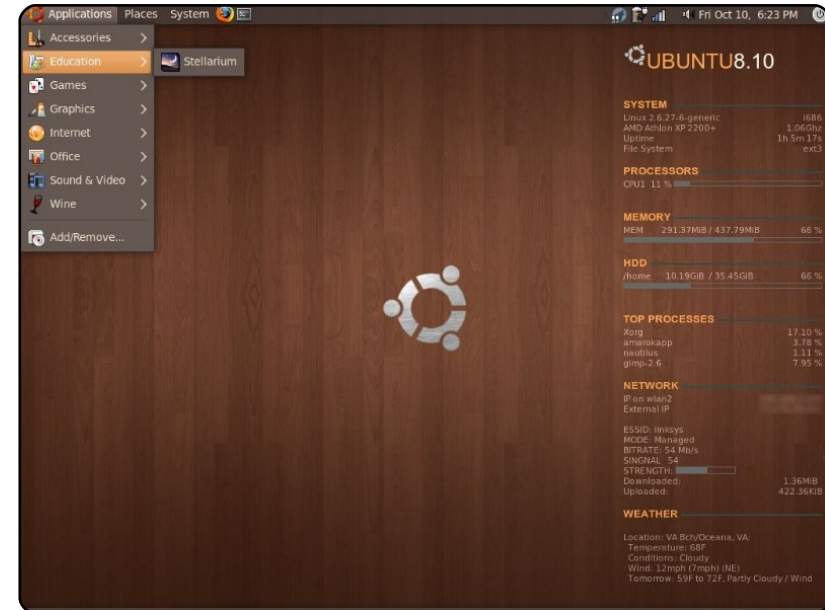 Applications Places System Fri Oct 10, 6:23 PM
Accessories
Education Stellarium
Games
Graphics
Internet
Office
Sound & Video
Wine
Add/Remove...
UBUNTU8.10
SYSTEM
Linux 2.6.27-6-generic i686
AMD Athlon XP 2200+ 1.06Ghz
Uptime 1h 5m 17s
File System ext3
PROCESSORS
CPU1 11 %
MEMORY
MEM 291.37MiB / 437.79MiB 66 %
HDD
/home 10.19GiB / 35.45GiB 66 %
TOP PROCESSES
Xorg 17.10 %
amarokapp 3.78 %
nautilus 1.11 %
gimp-2.6 7.95 %
NETWORK
IP on wlan2
External IP
ESSID: linksys
MODE: Managed
BITRATE: 54 Mb/s
SINGNAL 54
STRENGTH:
Downloaded: 1.36MiB
Uploaded: 422.36KiB
WEATHER
Location: VA Bch/Oceana, VA:
Temperature: 68F
Conditions: Cloudy
Wind: 12mph (7mph) (NE)
Tomorrow: 59F to 72F, Partly Cloudy / Wind